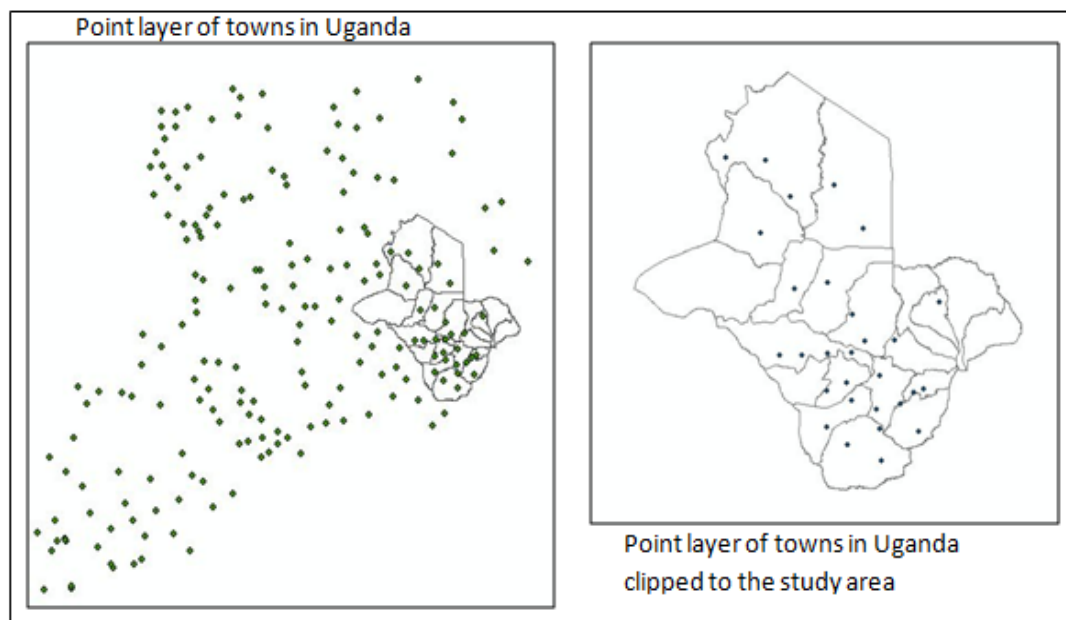 Point layer of towns in Uganda
Point layer of towns in Uganda
clipped to the study area